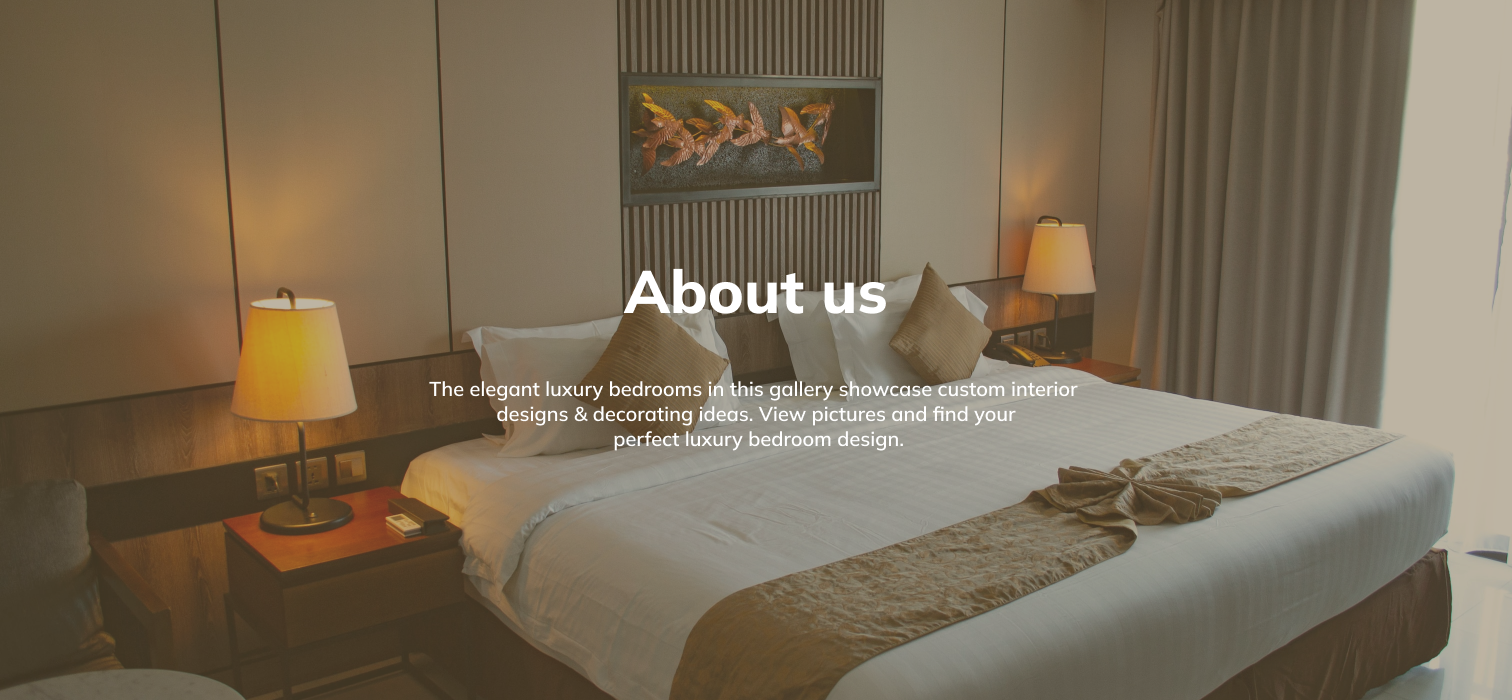 About us
The elegant luxury bedrooms in this gallery showcase custom interior
designs & decorating ideas. View pictures and find your
perfect luxury bedroom design.